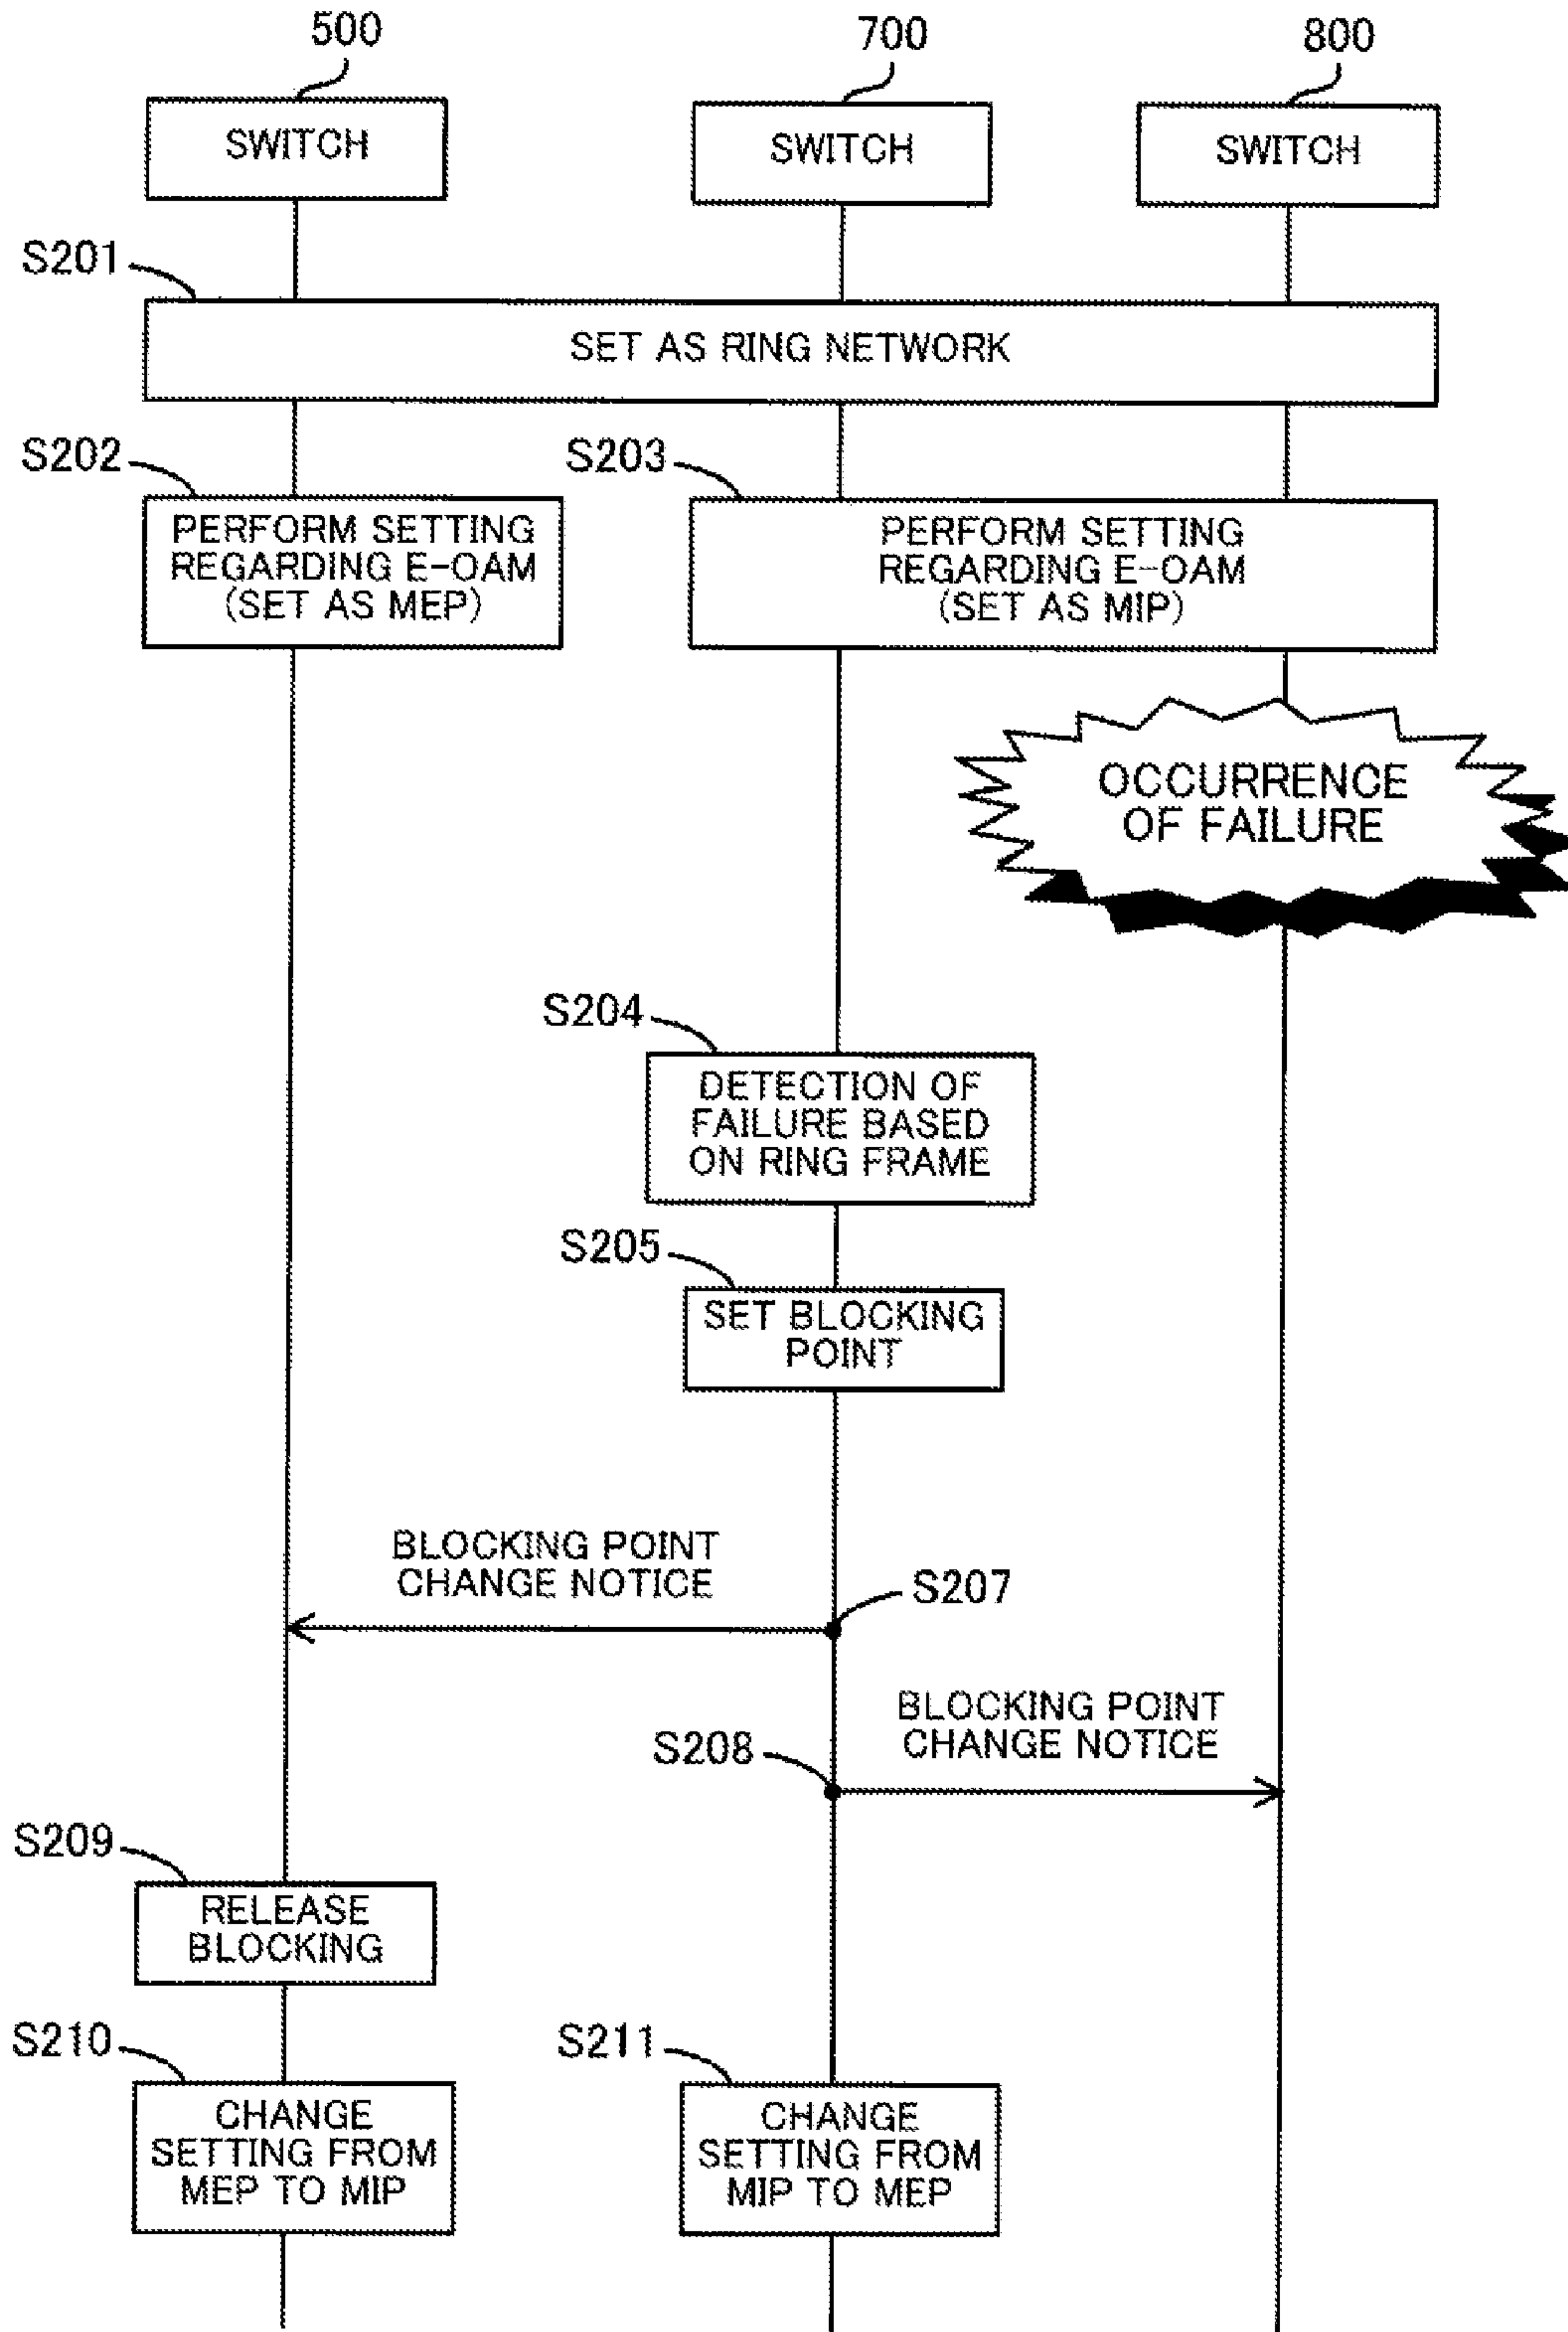 500
700
800
SWITCH
SWITCH
SWITCH
S201
SET AS RING NETWORK
S202
S203
PERFORM SETTING
REGARDING E-OAM
(SET AS MEP)
PERFORM SETTING
REGARDING E-OAM
(SET AS MIP)
OCCURRENCE
OF FAILURE
S204
DETECTION OF
FAILURE BASED
ON RING FRAME
S205
SET BLOCKING
POINT
BLOCKING POINT
CHANGE NOTICE
S207
BLOCKING POINT
CHANGE NOTICE
S208
S209
RELEASE
BLOCKING
S210
S211
CHANGE
SETTING FROM
MEP TO MIP
CHANGE
SETTING FROM
MIP TO MEP